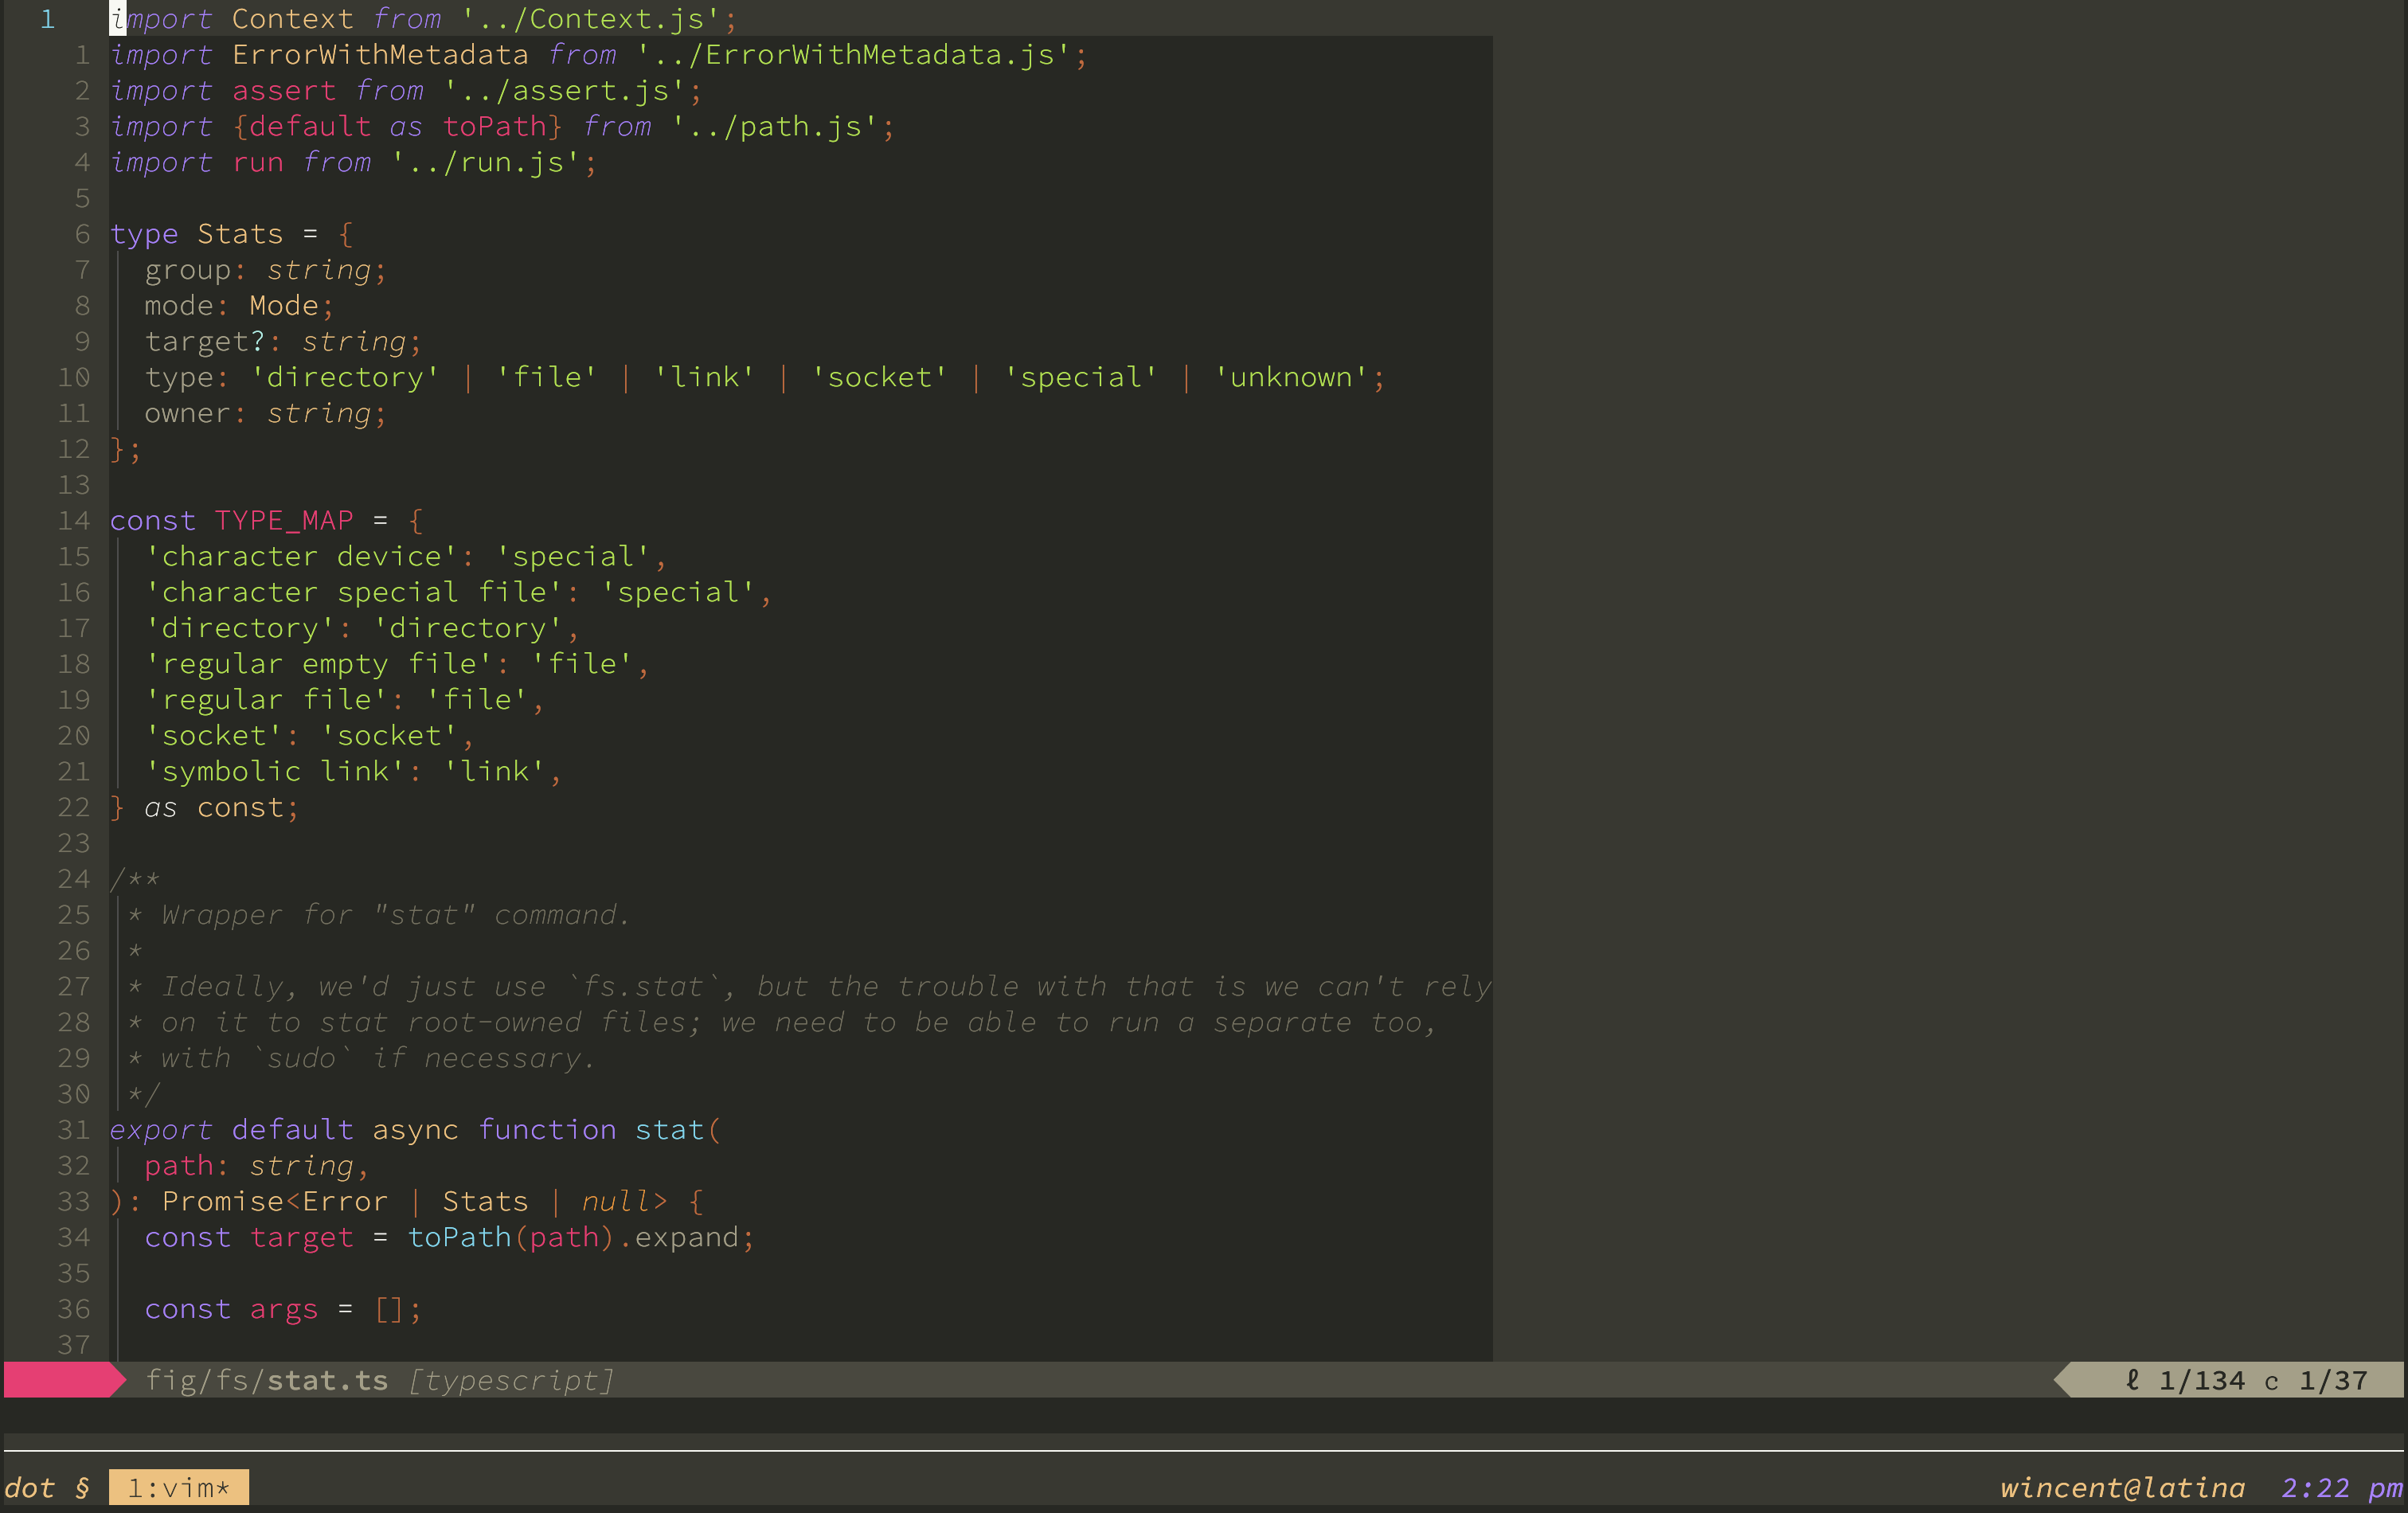 1 import Context from '../Context.js';
1 import ErrorWithMetadata from '../ErrorWithMetadata.js';
2 import assert from '../assert.js';
3 import {default as toPath} from '../path.js';
4 import run from '../run.js';
5
6 type Stats = {
7   group: string;
8   mode: Mode;
9   target?: string;
10   type: 'directory' | 'file' | 'link' | 'socket' | 'special' | 'unknown';
11   owner: string;
12 };
13
14 const TYPE_MAP = {
15   'character device': 'special',
16   'character special file': 'special',
17   'directory': 'directory',
18   'regular empty file': 'file',
19   'regular file': 'file',
20   'socket': 'socket',
21   'symbolic link': 'link',
22 } as const;
23
24 /**
25  * Wrapper for "stat" command.
26  *
27  * Ideally, we'd just use `fs.stat`, but the trouble with that is we can't rely
28  * on it to stat root-owned files; we need to be able to run a separate too,
29  * with `sudo` if necessary.
30  */
31 export default async function stat(
32   path: string,
33 ): Promise<Error | Stats | null> {
34   const target = toPath(path).expand;
35
36   const args = [];
37
fig/fs/stat.ts [typescript] ℓ 1/134 c 1/37
dot § 1:vim* wincent@latina 2:22 pm